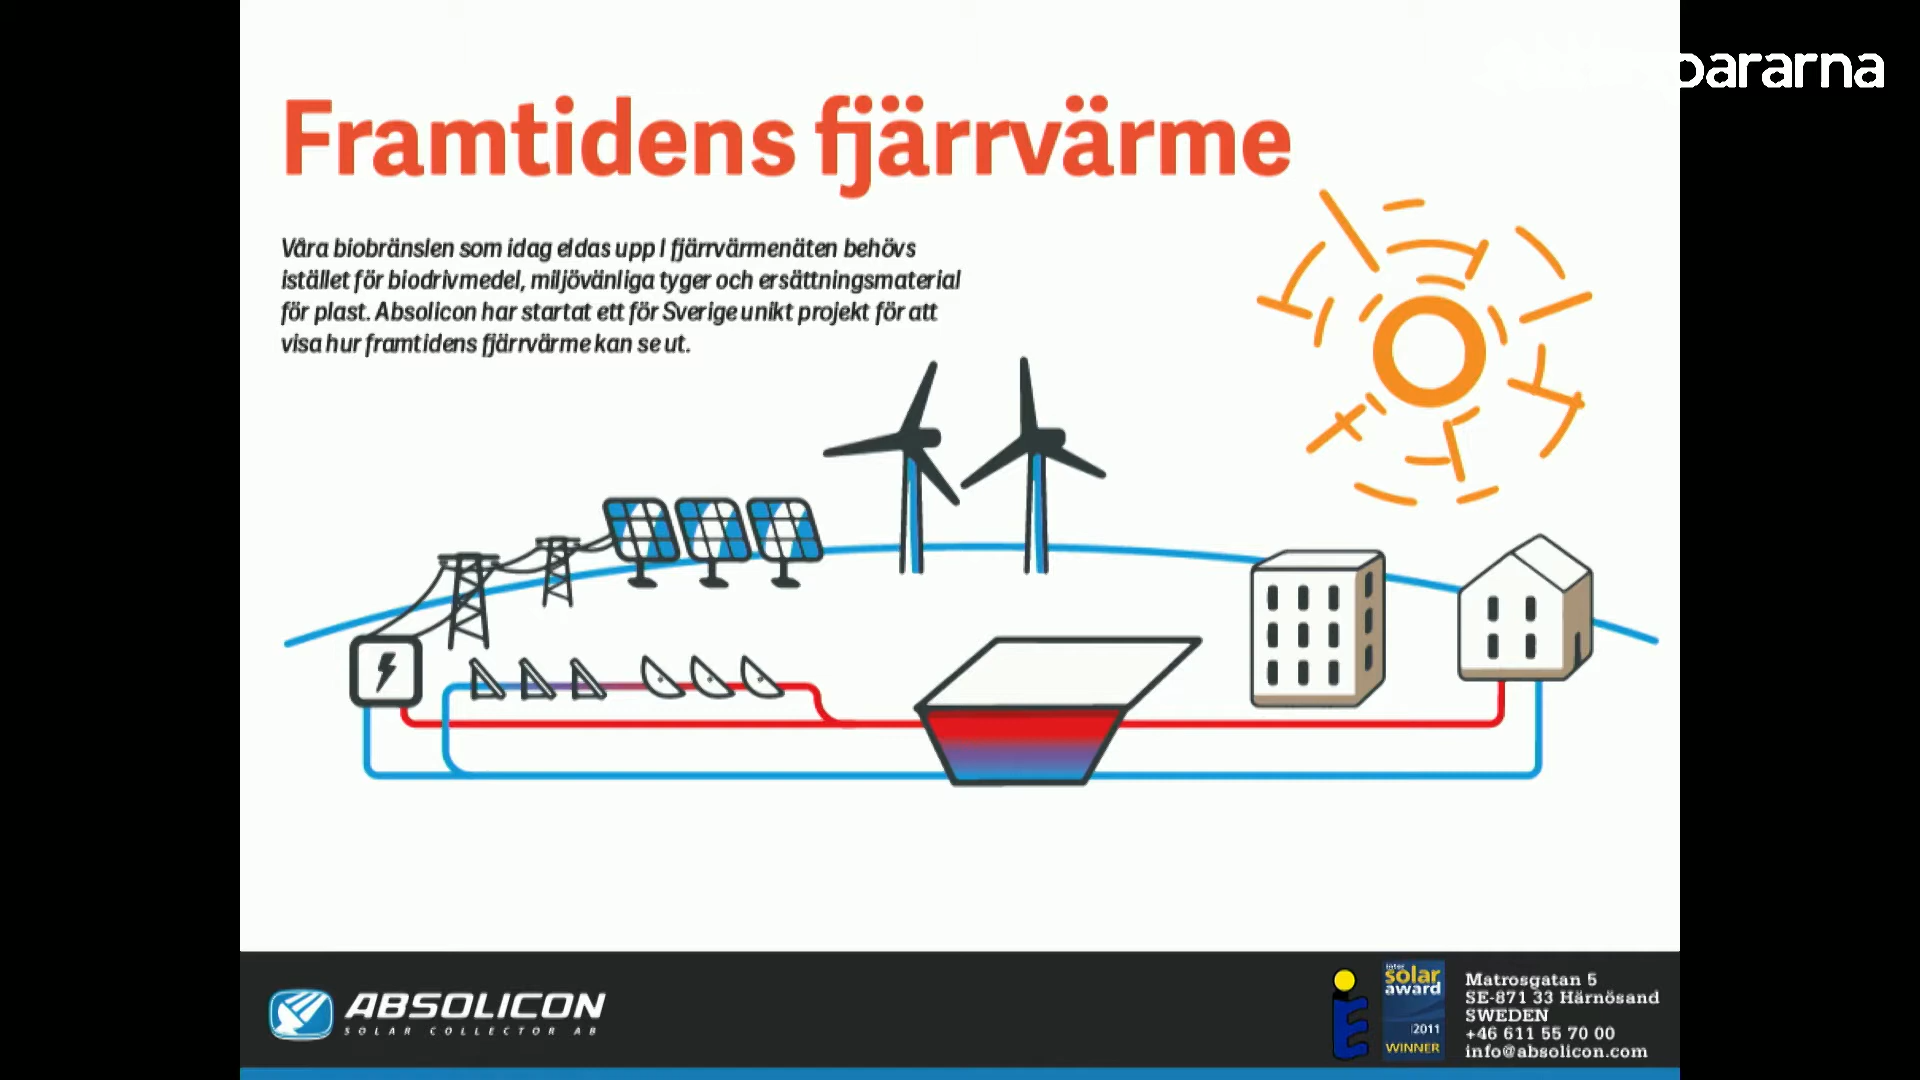 pararna
Framtidens fjärrvärme
Våra biobränslen som idag eldas upp I fjärrvärmenäten behövs
istället för biodrivmedel, miljövänliga tyger och ersättningsmaterial
för plast. Absolicon har startat ett för Sverige unikt projekt för att
visa hur framtidens fjärrvärme kan se ut.
ABSOLICON
SOLAR COLLECTOR AB
inter
solar
award
2011
WINNER
Matrosgatan 5
SE-871 33 Härnösand
SWEDEN
+46 611 55 70 00
info@absolicon.com